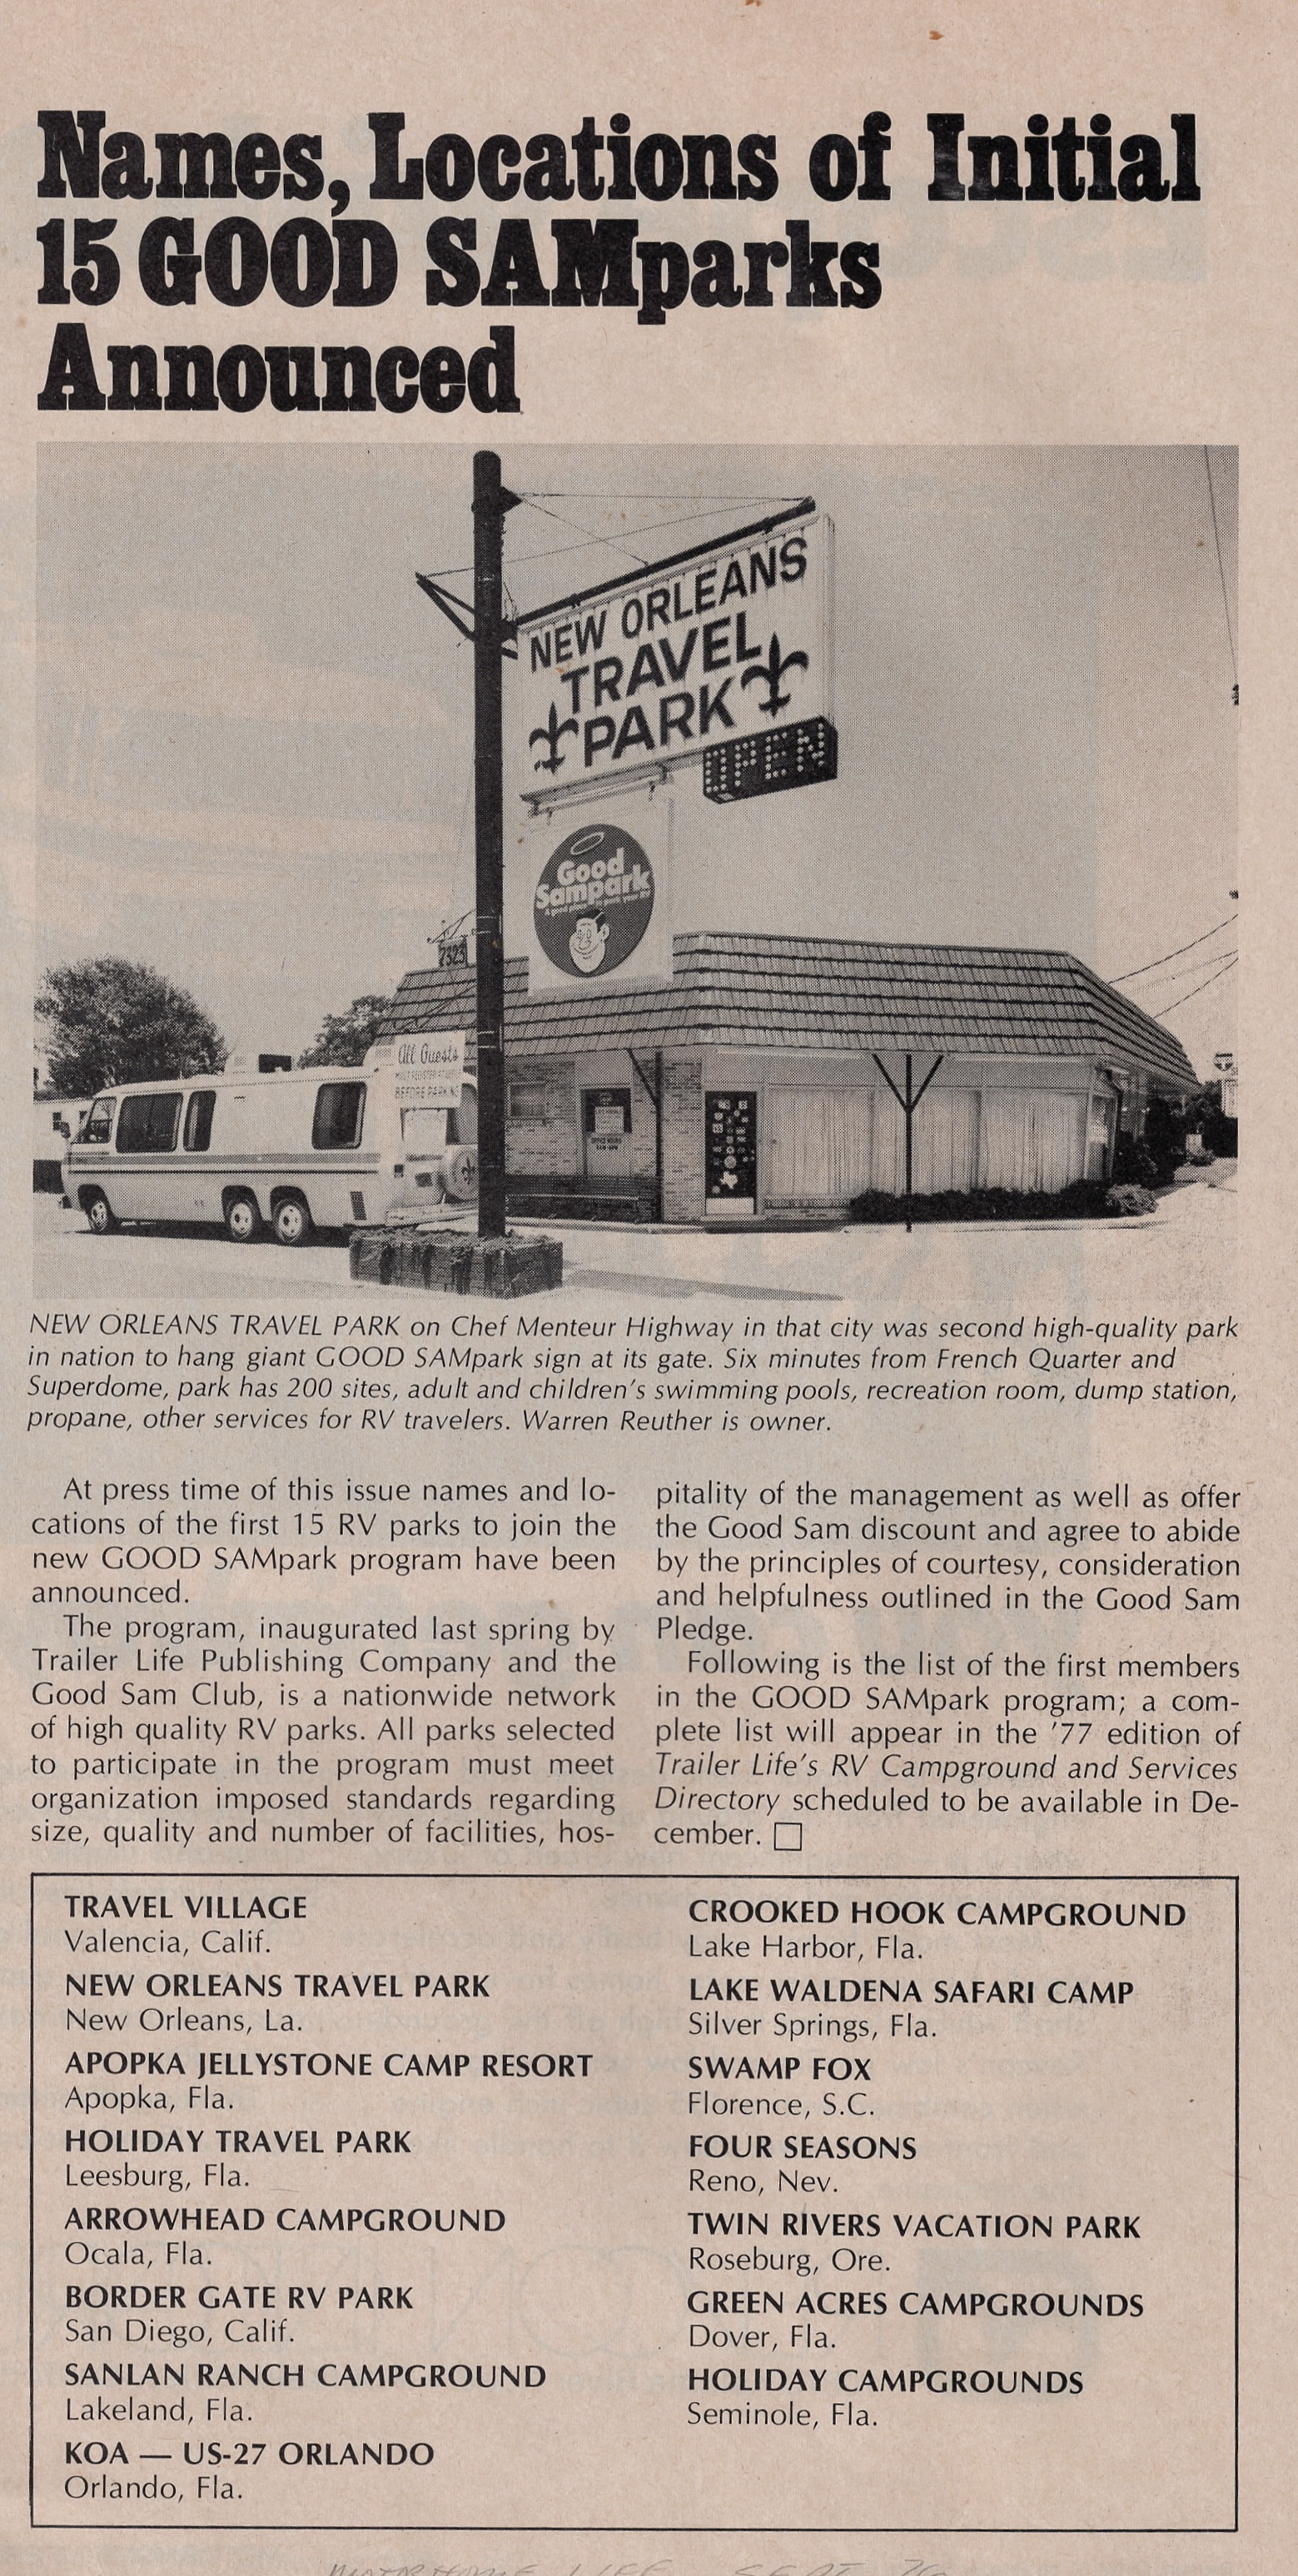 Names, Locations of Initial
15 GOOD SAMparks
Announced
NEW ORLEANS
TRAVEL
PARK
OPEN
Good
Sampark
7323
All Guests
MUST REGISTER AT OFFICE
BEFORE PARKING
NEW ORLEANS TRAVEL PARK on Chef Menteur Highway in that city was second high-quality park
in nation to hang giant GOOD SAMpark sign at its gate. Six minutes from French Quarter and
Superdome, park has 200 sites, adult and children's swimming pools, recreation room, dump station,
propane, other services for RV travelers. Warren Reuther is owner.
At press time of this issue names and lo-
cations of the first 15 RV parks to join the
new GOOD SAMpark program have been
announced.
The program, inaugurated last spring by
Trailer Life Publishing Company and the
Good Sam Club, is a nationwide network
of high quality RV parks. All parks selected
to participate in the program must meet
organization imposed standards regarding
size, quality and number of facilities, hos-
pitality of the management as well as offer
the Good Sam discount and agree to abide
by the principles of courtesy, consideration
and helpfulness outlined in the Good Sam
Pledge.
Following is the list of the first members
in the GOOD SAMpark program; a com-
plete list will appear in the '77 edition of
Trailer Life's RV Campground and Services
Directory scheduled to be available in De-
cember.
TRAVEL VILLAGE
Valencia, Calif.
NEW ORLEANS TRAVEL PARK
New Orleans, La.
APOPKA JELLYSTONE CAMP RESORT
Apopka, Fla.
HOLIDAY TRAVEL PARK
Leesburg, Fla.
ARROWHEAD CAMPGROUND
Ocala, Fla.
BORDER GATE RV PARK
San Diego, Calif.
SANLAN RANCH CAMPGROUND
Lakeland, Fla.
KOA — US-27 ORLANDO
Orlando, Fla.
CROOKED HOOK CAMPGROUND
Lake Harbor, Fla.
LAKE WALDENA SAFARI CAMP
Silver Springs, Fla.
SWAMP FOX
Florence, S.C.
FOUR SEASONS
Reno, Nev.
TWIN RIVERS VACATION PARK
Roseburg, Ore.
GREEN ACRES CAMPGROUNDS
Dover, Fla.
HOLIDAY CAMPGROUNDS
Seminole, Fla.
MOTORHOME LIFE SEPT 76